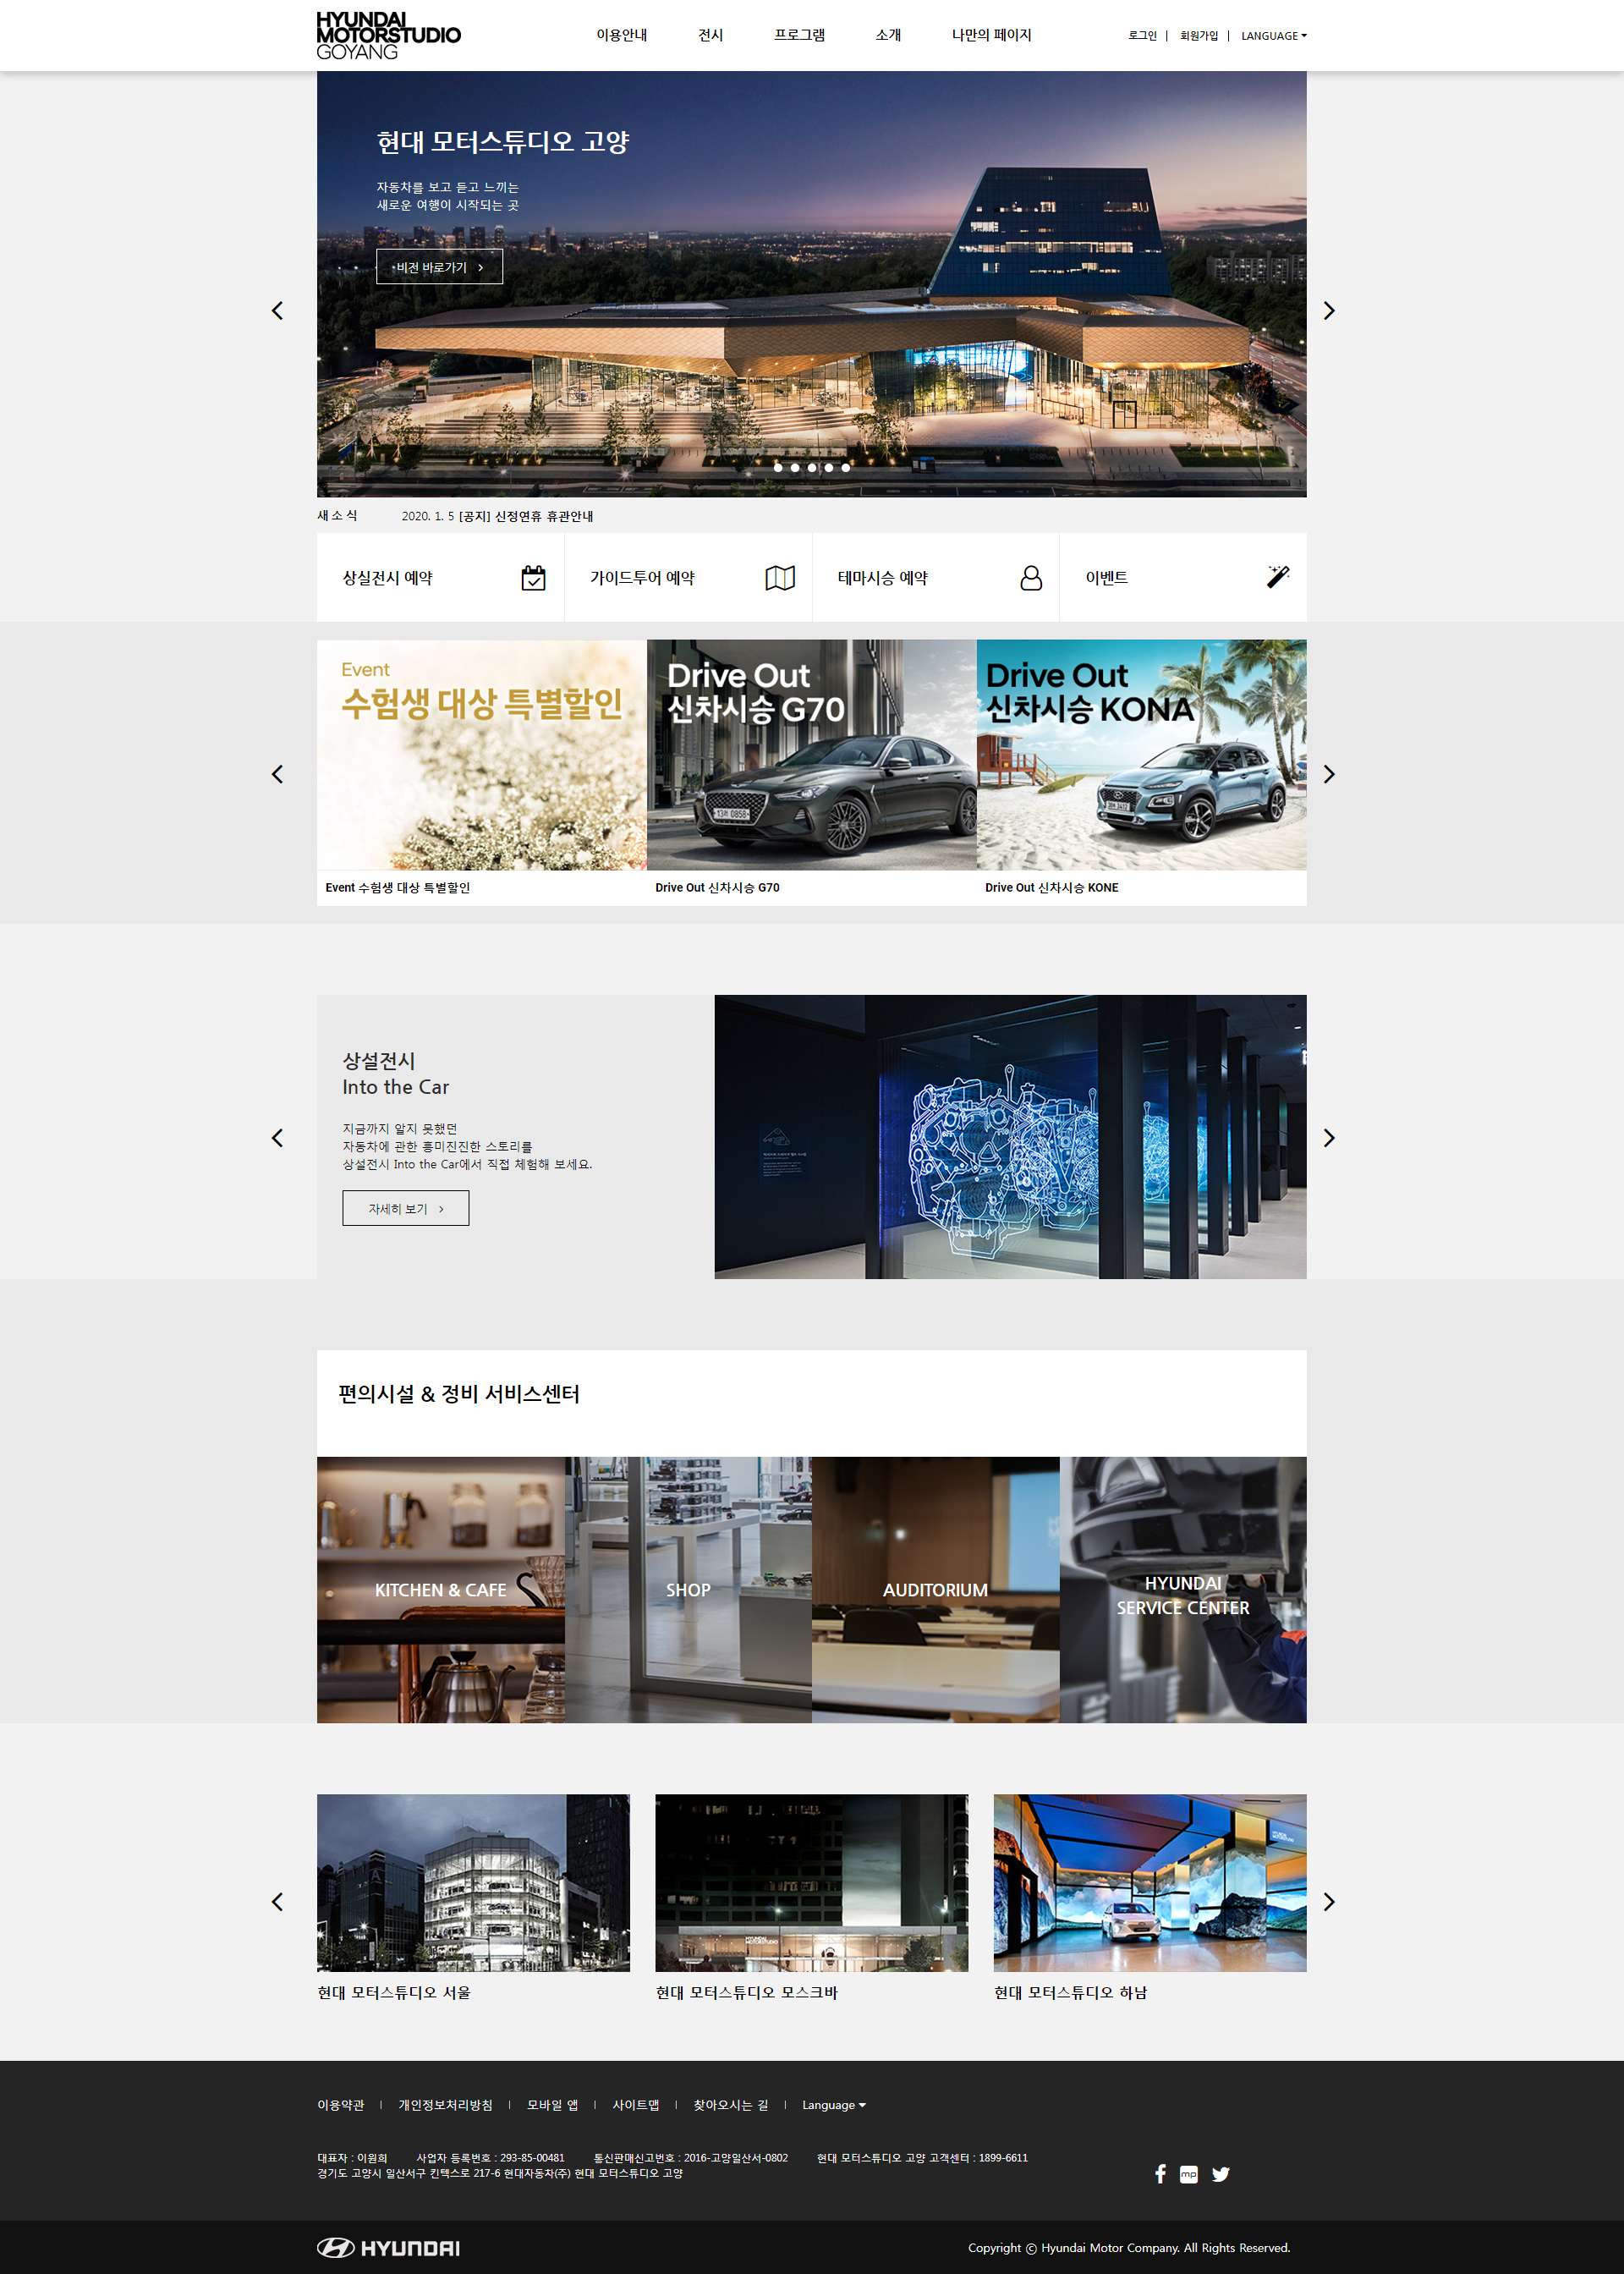 HYUNDAI
MOTORSTUDIO
GOYANG
이용안내
전시
프로그램
소개
나만의 페이지
로그인
회원가입
LANGUAGE
현대 모터스튜디오 고양
자동차를 보고 듣고 느끼는
새로운 여행이 시작되는 곳
비전 바로가기
새 소 식
2020. 1. 5 [공지] 신정연휴 휴관안내
상실전시 예약
가이드투어 예약
테마시승 예약
이벤트
Event
수험생 대상 특별할인
Drive Out
신차시승 G70
Drive Out
신차시승 KONA
Event 수험생 대상 특별할인
Drive Out 신차시승 G70
Drive Out 신차시승 KONE
상설전시
Into the Car
지금까지 알지 못했던
자동차에 관한 흥미진진한 스토리를
상설전시 Into the Car에서 직접 체험해 보세요.
자세히 보기
편의시설 & 정비 서비스센터
KITCHEN & CAFE
SHOP
AUDITORIUM
HYUNDAI
SERVICE CENTER
현대 모터스튜디오 서울
현대 모터스튜디오 모스크바
현대 모터스튜디오 하남
이용약관
개인정보처리방침
모바일 앱
사이트맵
찾아오시는 길
Language
대표자 : 이원희
사업자 등록번호 : 293-85-00481
통신판매신고번호 : 2016-고양일산서-0802
현대 모터스튜디오 고양 고객센터 : 1899-6611
경기도 고양시 일산서구 킨텍스로 217-6 현대자동차(주) 현대 모터스튜디오 고양
mp
HYUNDAI
Copyright ⓒ Hyundai Motor Company. All Rights Reserved.